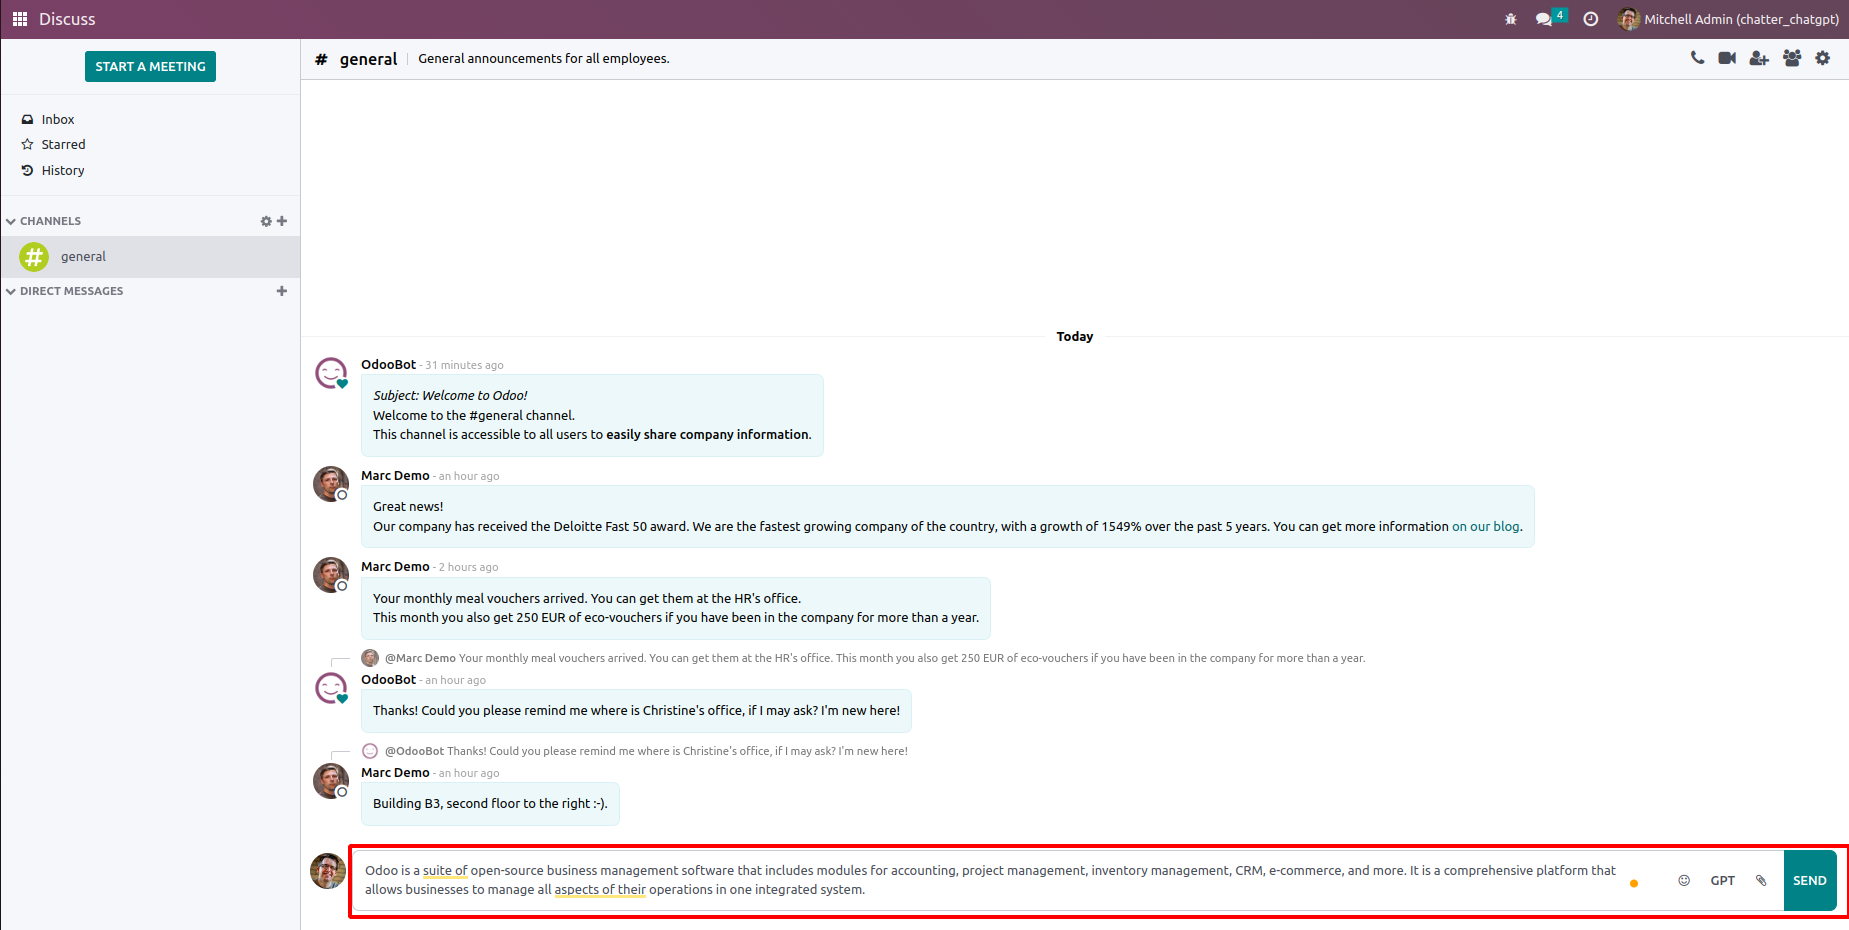 Discuss
4
Mitchell Admin (chatter_chatgpt)
START A MEETING
Inbox
Starred
History
CHANNELS
# general
DIRECT MESSAGES
# general General announcements for all employees.
Today
OdooBot - 31 minutes ago
Subject: Welcome to Odoo!
Welcome to the #general channel.
This channel is accessible to all users to easily share company information.
Marc Demo - an hour ago
Great news!
Our company has received the Deloitte Fast 50 award. We are the fastest growing company of the country, with a growth of 1549% over the past 5 years. You can get more information on our blog.
Marc Demo - 2 hours ago
Your monthly meal vouchers arrived. You can get them at the HR's office.
This month you also get 250 EUR of eco-vouchers if you have been in the company for more than a year.
@Marc Demo Your monthly meal vouchers arrived. You can get them at the HR's office. This month you also get 250 EUR of eco-vouchers if you have been in the company for more than a year.
OdooBot - an hour ago
Thanks! Could you please remind me where is Christine's office, if I may ask? I'm new here!
@OdooBot Thanks! Could you please remind me where is Christine's office, if I may ask? I'm new here!
Marc Demo - an hour ago
Building B3, second floor to the right :-).
Odoo is a suite of open-source business management software that includes modules for accounting, project management, inventory management, CRM, e-commerce, and more. It is a comprehensive platform that
allows businesses to manage all aspects of their operations in one integrated system.
GPT
SEND